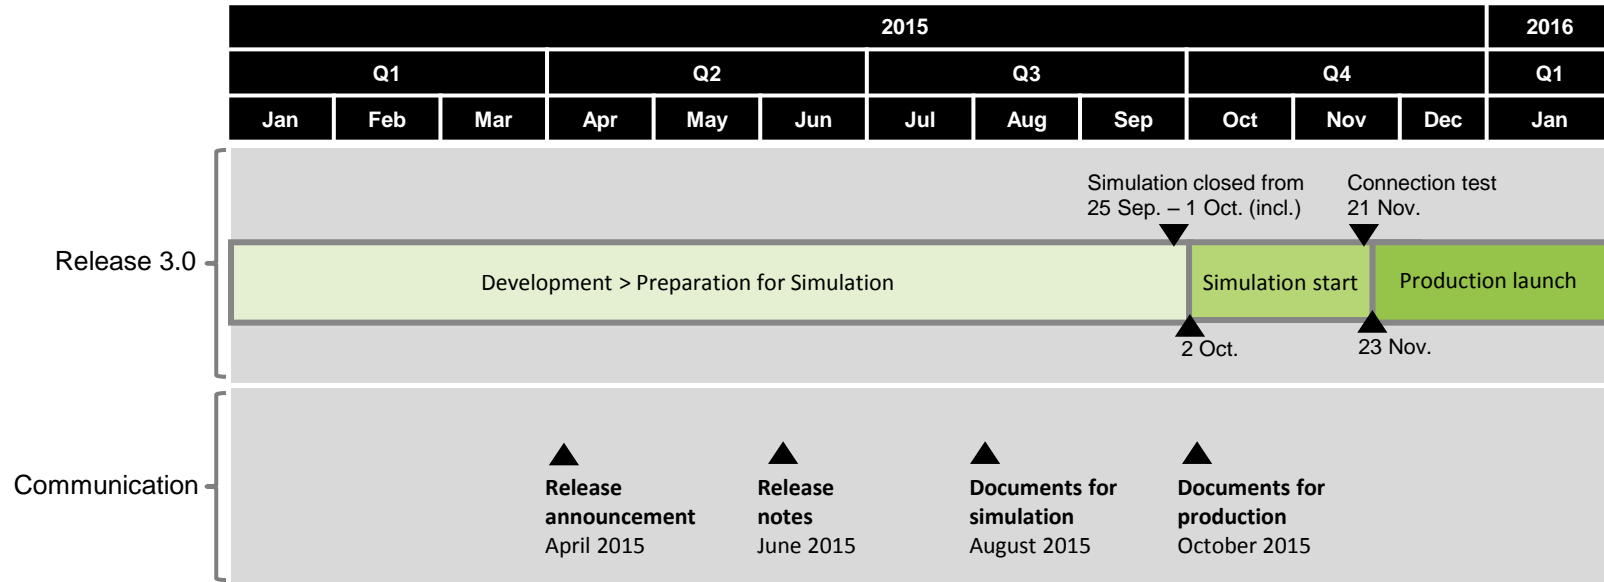 2015 2016
Q1 Q2 Q3 Q4 Q1
Jan Feb Mar Apr May Jun Jul Aug Sep Oct Nov Dec Jan
Simulation closed from
25 Sep. – 1 Oct. (incl.)
Connection test
21 Nov.
Release 3.0
Development > Preparation for Simulation
Simulation start
Production launch
2 Oct.
23 Nov.
Communication
Release
announcement
April 2015
Release
notes
June 2015
Documents for
simulation
August 2015
Documents for
production
October 2015